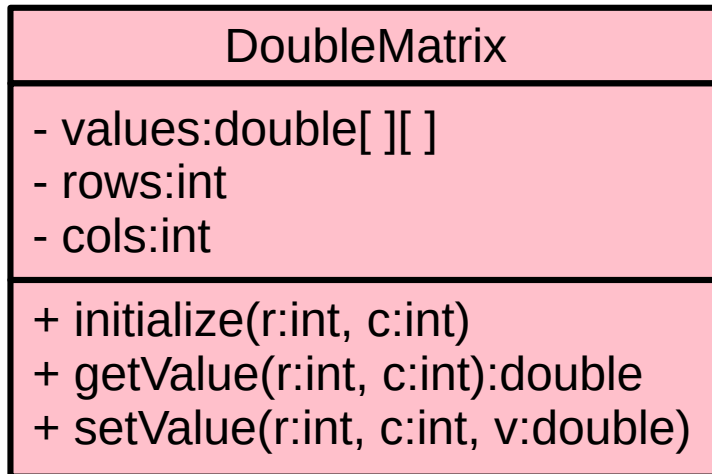 DoubleMatrix
- values:double[ ][ ]
- rows:int
- cols:int
+ initialize(r:int, c:int)
+ getValue(r:int, c:int):double
+ setValue(r:int, c:int, v:double)